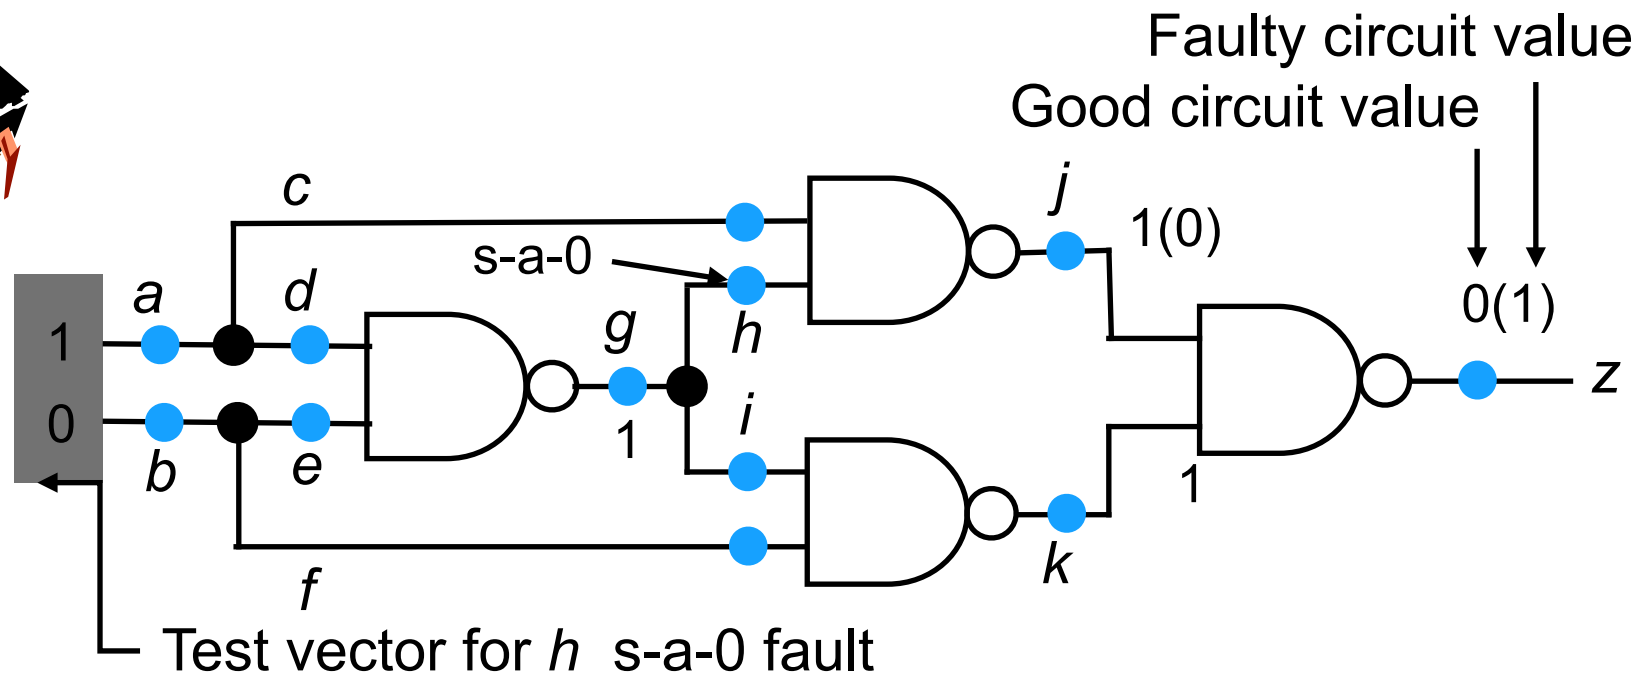 Faulty circuit value
Good circuit value
c
j
1(0)
s-a-0
0(1)
a
d
g
h
1
z
0
i
1
b
e
1
k
f
Test vector for h s-a-0 fault